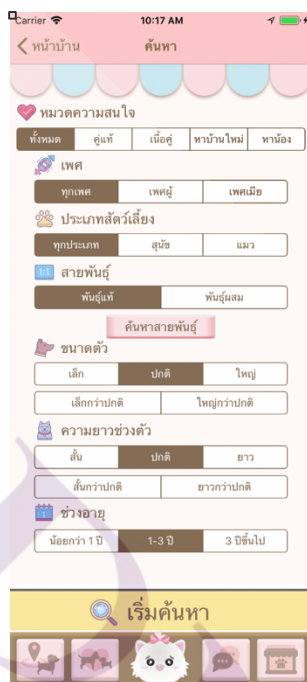 Carrier 10:17 AM
หน้าบ้าน ค้นหา
หมวดความสนใจ
ทั้งหมด คู่แท้ เนื้อคู่ หาบ้านใหม่ หาน้อง
เพศ
ทุกเพศ เพศผู้ เพศเมีย
ประเภทสัตว์เลี้ยง
ทุกประเภท สุนัข แมว
1:1 สายพันธุ์
พันธุ์แท้ พันธุ์ผสม
ค้นหาสายพันธุ์
ขนาดตัว
เล็ก ปกติ ใหญ่
เล็กกว่าปกติ ใหญ่กว่าปกติ
ความยาวช่วงตัว
สั้น ปกติ ยาว
สั้นกว่าปกติ ยาวกว่าปกติ
ช่วงอายุ
น้อยกว่า 1 ปี 1-3 ปี 3 ปีขึ้นไป
เริ่มค้นหา